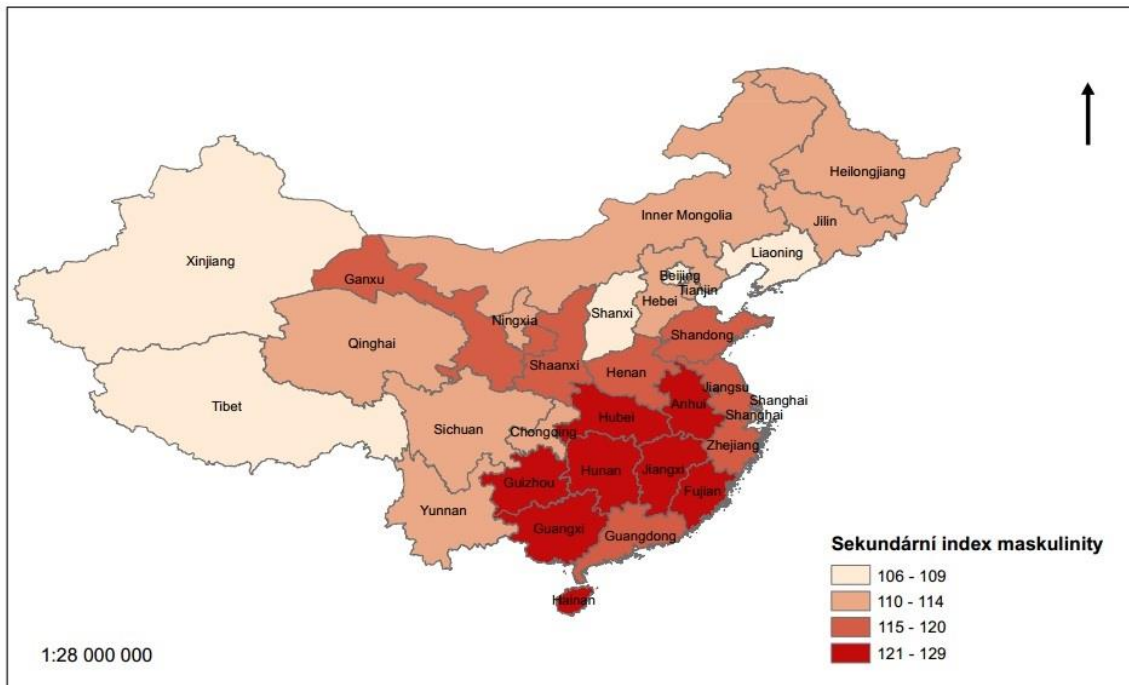 Heilongjiang
Inner Mongolia
Jilin
Liaoning
Xinjiang
Beijing
Ganxu
Tianjin
Hebei
Shanxi
Ningxia
Shandong
Qinghai
Shaanxi
Henan
Jiangsu
Tibet
Anhui
Shanghai
Hubei
Shanghai
Sichuan
Chongqing
Zhejiang
Hunan
Jiangxi
Guizhou
Fujian
Yunnan
Guangxi
Guangdong
Hainan
Sekundární index maskulinity
106 - 109
110 - 114
115 - 120
121 - 129
1:28 000 000